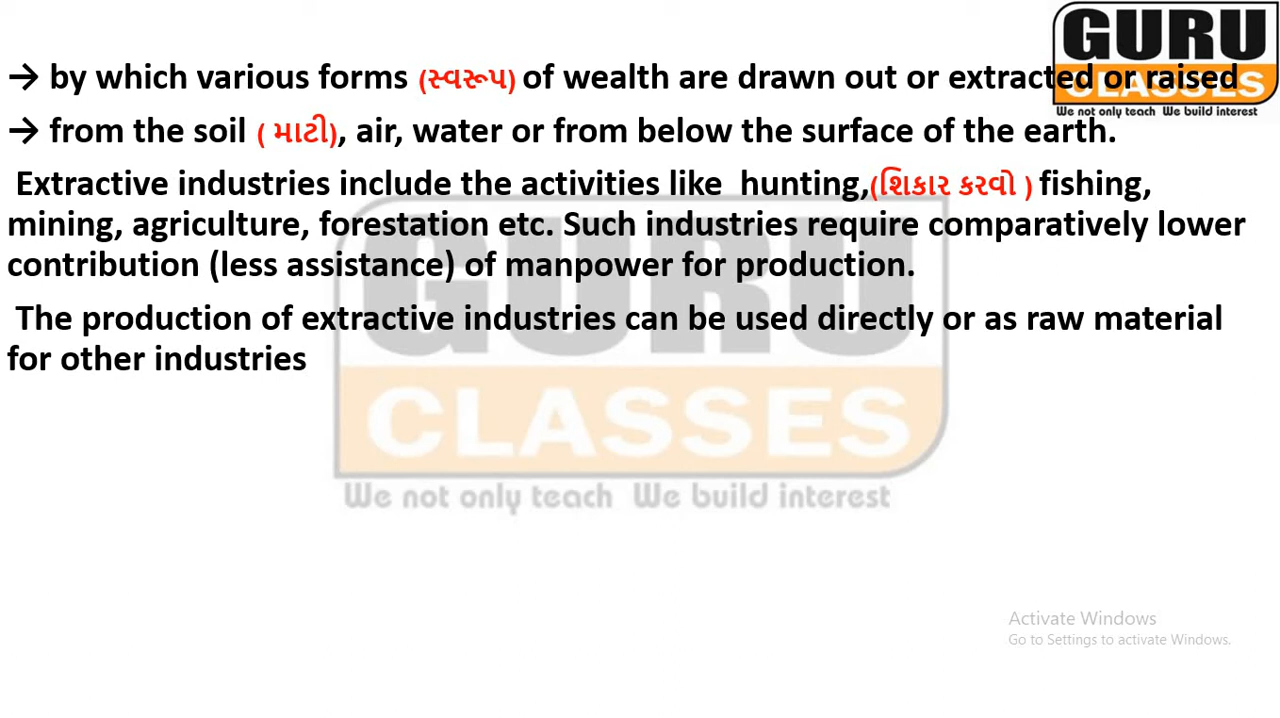 GURU
CLASSES
We not only teach We build interest
→ by which various forms (સ્વરૂપ) of wealth are drawn out or extracted or raised
→ from the soil ( માટી), air, water or from below the surface of the earth.
Extractive industries include the activities like hunting,(શિકાર કરવો ) fishing,
mining, agriculture, forestation etc. Such industries require comparatively lower
contribution (less assistance) of manpower for production.
The production of extractive industries can be used directly or as raw material
for other industries
GURU
CLASSES
We not only teach We build interest
Activate Windows
Go to Settings to activate Windows.